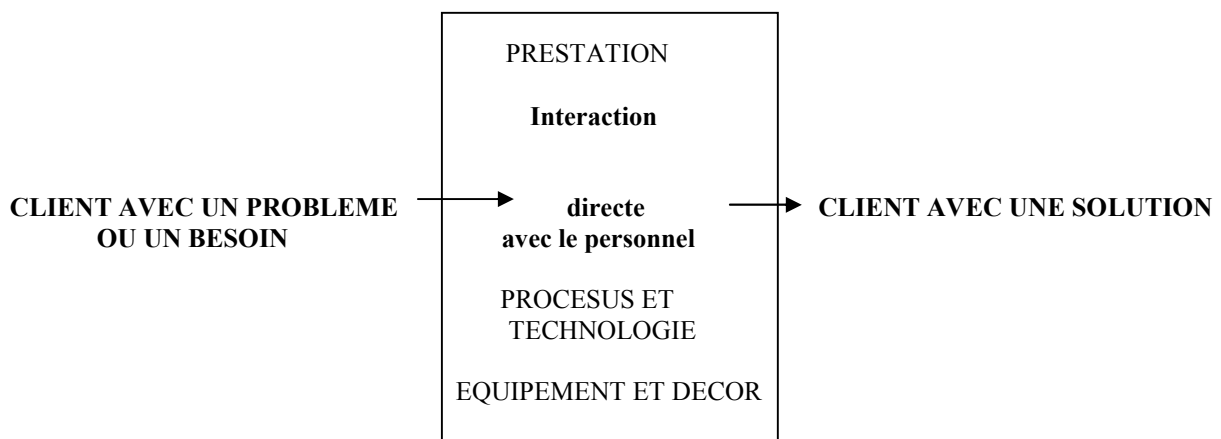 PRESTATION
Interaction
CLIENT AVEC UN PROBLEME
OU UN BESOIN
directe
avec le personnel
CLIENT AVEC UNE SOLUTION
PROCESUS ET
TECHNOLOGIE
EQUIPEMENT ET DECOR